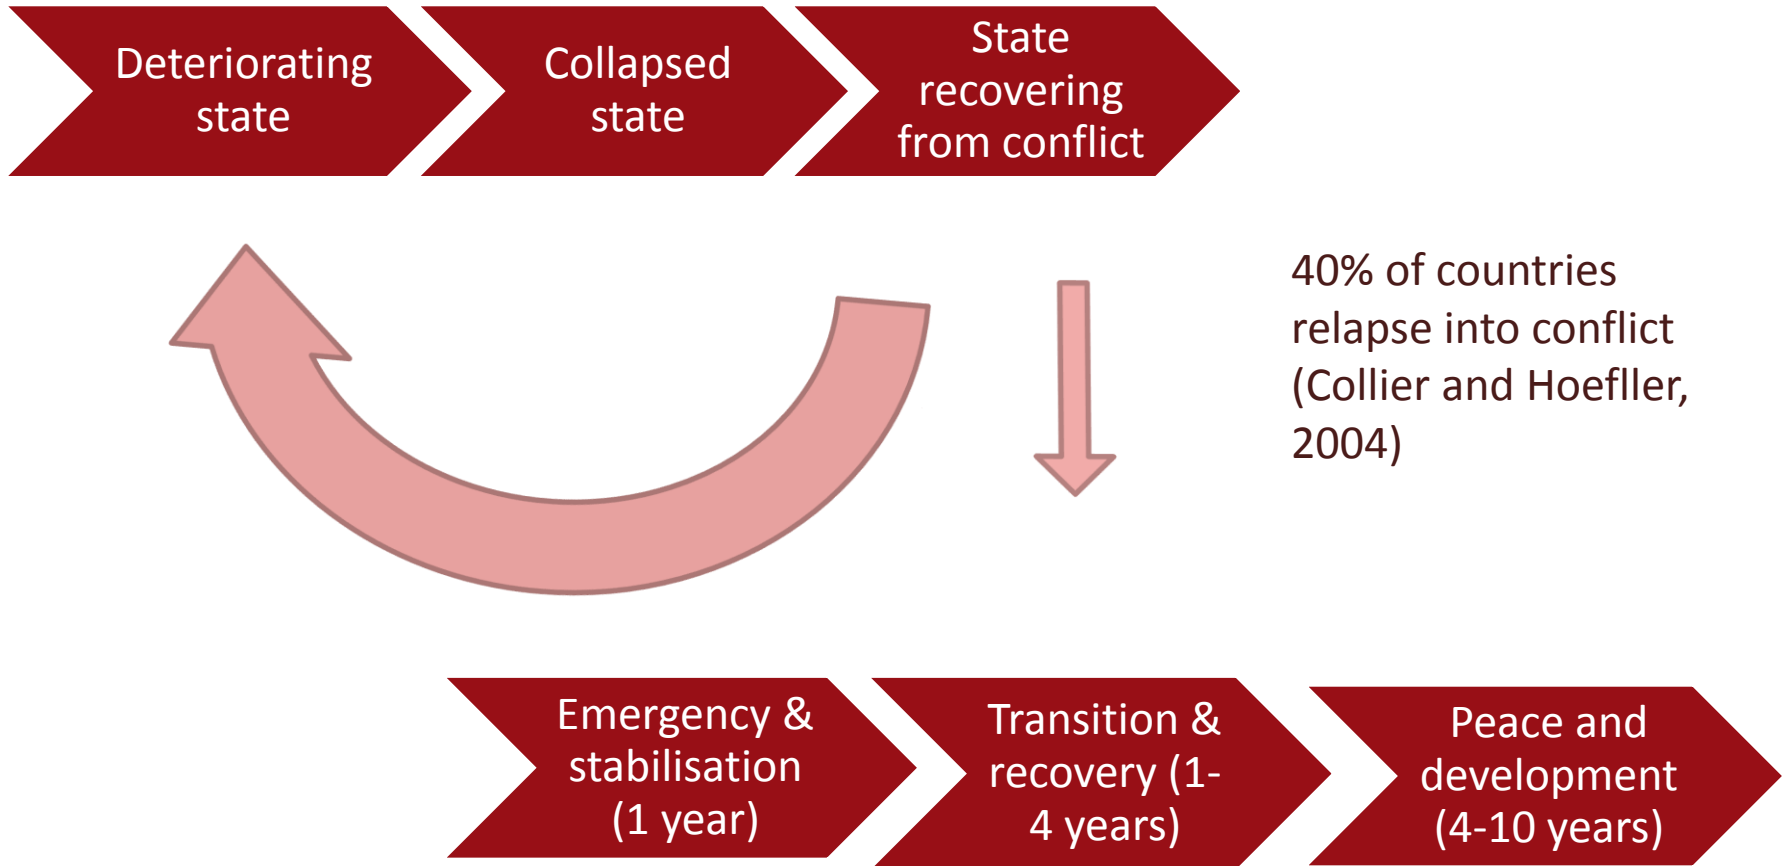 Deteriorating
state
Collapsed
state
State
recovering
from conflict
40% of countries
relapse into conflict
(Collier and Hoefller,
2004)
Emergency &
stabilisation
(1 year)
Transition &
recovery (1-
4 years)
Peace and
development
(4-10 years)